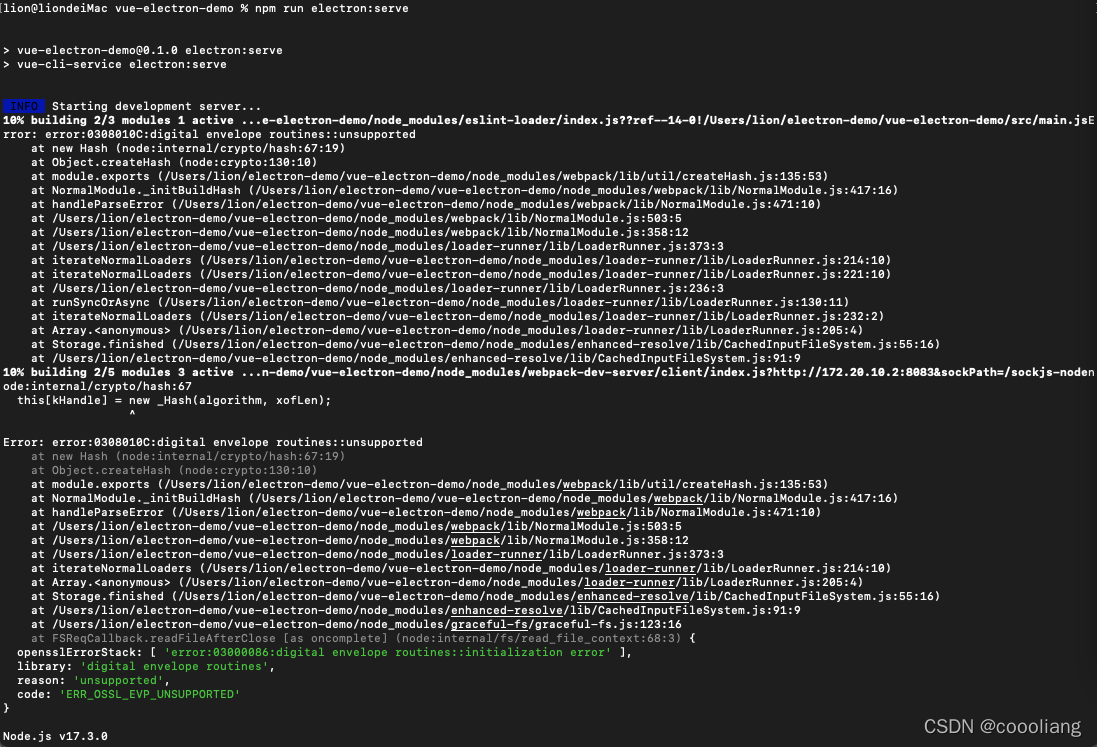 [lion@liondeiMac vue-electron-demo % npm run electron:serve
> vue-electron-demo@0.1.0 electron:serve
> vue-cli-service electron:serve
INFO Starting development server...
10% building 2/3 modules 1 active ...e-electron-demo/node_modules/eslint-loader/index.js??ref--14-0!/Users/lion/electron-demo/vue-electron-demo/src/main.jsE
rror: error:0308010C:digital envelope routines::unsupported
    at new Hash (node:internal/crypto/hash:67:19)
    at Object.createHash (node:crypto:130:10)
    at module.exports (/Users/lion/electron-demo/vue-electron-demo/node_modules/webpack/lib/util/createHash.js:135:53)
    at NormalModule._initBuildHash (/Users/lion/electron-demo/vue-electron-demo/node_modules/webpack/lib/NormalModule.js:417:16)
    at handleParseError (/Users/lion/electron-demo/vue-electron-demo/node_modules/webpack/lib/NormalModule.js:471:10)
    at /Users/lion/electron-demo/vue-electron-demo/node_modules/webpack/lib/NormalModule.js:503:5
    at /Users/lion/electron-demo/vue-electron-demo/node_modules/webpack/lib/NormalModule.js:358:12
    at /Users/lion/electron-demo/vue-electron-demo/node_modules/loader-runner/lib/LoaderRunner.js:373:3
    at iterateNormalLoaders (/Users/lion/electron-demo/vue-electron-demo/node_modules/loader-runner/lib/LoaderRunner.js:214:10)
    at iterateNormalLoaders (/Users/lion/electron-demo/vue-electron-demo/node_modules/loader-runner/lib/LoaderRunner.js:221:10)
    at /Users/lion/electron-demo/vue-electron-demo/node_modules/loader-runner/lib/LoaderRunner.js:236:3
    at runSyncOrAsync (/Users/lion/electron-demo/vue-electron-demo/node_modules/loader-runner/lib/LoaderRunner.js:130:11)
    at iterateNormalLoaders (/Users/lion/electron-demo/vue-electron-demo/node_modules/loader-runner/lib/LoaderRunner.js:232:2)
    at Array.<anonymous> (/Users/lion/electron-demo/vue-electron-demo/node_modules/loader-runner/lib/LoaderRunner.js:205:4)
    at Storage.finished (/Users/lion/electron-demo/vue-electron-demo/node_modules/enhanced-resolve/lib/CachedInputFileSystem.js:55:16)
    at /Users/lion/electron-demo/vue-electron-demo/node_modules/enhanced-resolve/lib/CachedInputFileSystem.js:91:9
10% building 2/5 modules 3 active ...n-demo/vue-electron-demo/node_modules/webpack-dev-server/client/index.js?http://172.20.10.2:8083&sockPath=/sockjs-noden
ode:internal/crypto/hash:67
  this[kHandle] = new _Hash(algorithm, xofLen);
                  ^
Error: error:0308010C:digital envelope routines::unsupported
    at new Hash (node:internal/crypto/hash:67:19)
    at Object.createHash (node:crypto:130:10)
    at module.exports (/Users/lion/electron-demo/vue-electron-demo/node_modules/webpack/lib/util/createHash.js:135:53)
    at NormalModule._initBuildHash (/Users/lion/electron-demo/vue-electron-demo/node_modules/webpack/lib/NormalModule.js:417:16)
    at handleParseError (/Users/lion/electron-demo/vue-electron-demo/node_modules/webpack/lib/NormalModule.js:471:10)
    at /Users/lion/electron-demo/vue-electron-demo/node_modules/webpack/lib/NormalModule.js:503:5
    at /Users/lion/electron-demo/vue-electron-demo/node_modules/webpack/lib/NormalModule.js:358:12
    at /Users/lion/electron-demo/vue-electron-demo/node_modules/loader-runner/lib/LoaderRunner.js:373:3
    at iterateNormalLoaders (/Users/lion/electron-demo/vue-electron-demo/node_modules/loader-runner/lib/LoaderRunner.js:214:10)
    at Array.<anonymous> (/Users/lion/electron-demo/vue-electron-demo/node_modules/loader-runner/lib/LoaderRunner.js:205:4)
    at Storage.finished (/Users/lion/electron-demo/vue-electron-demo/node_modules/enhanced-resolve/lib/CachedInputFileSystem.js:55:16)
    at /Users/lion/electron-demo/vue-electron-demo/node_modules/enhanced-resolve/lib/CachedInputFileSystem.js:91:9
    at /Users/lion/electron-demo/vue-electron-demo/node_modules/graceful-fs/graceful-fs.js:123:16
    at FSReqCallback.readFileAfterClose [as oncomplete] (node:internal/fs/read_file_context:68:3) {
  opensslErrorStack: [ 'error:03000086:digital envelope routines::initialization error' ],
  library: 'digital envelope routines',
  reason: 'unsupported',
  code: 'ERR_OSSL_EVP_UNSUPPORTED'
}
Node.js v17.3.0
CSDN @coooliang